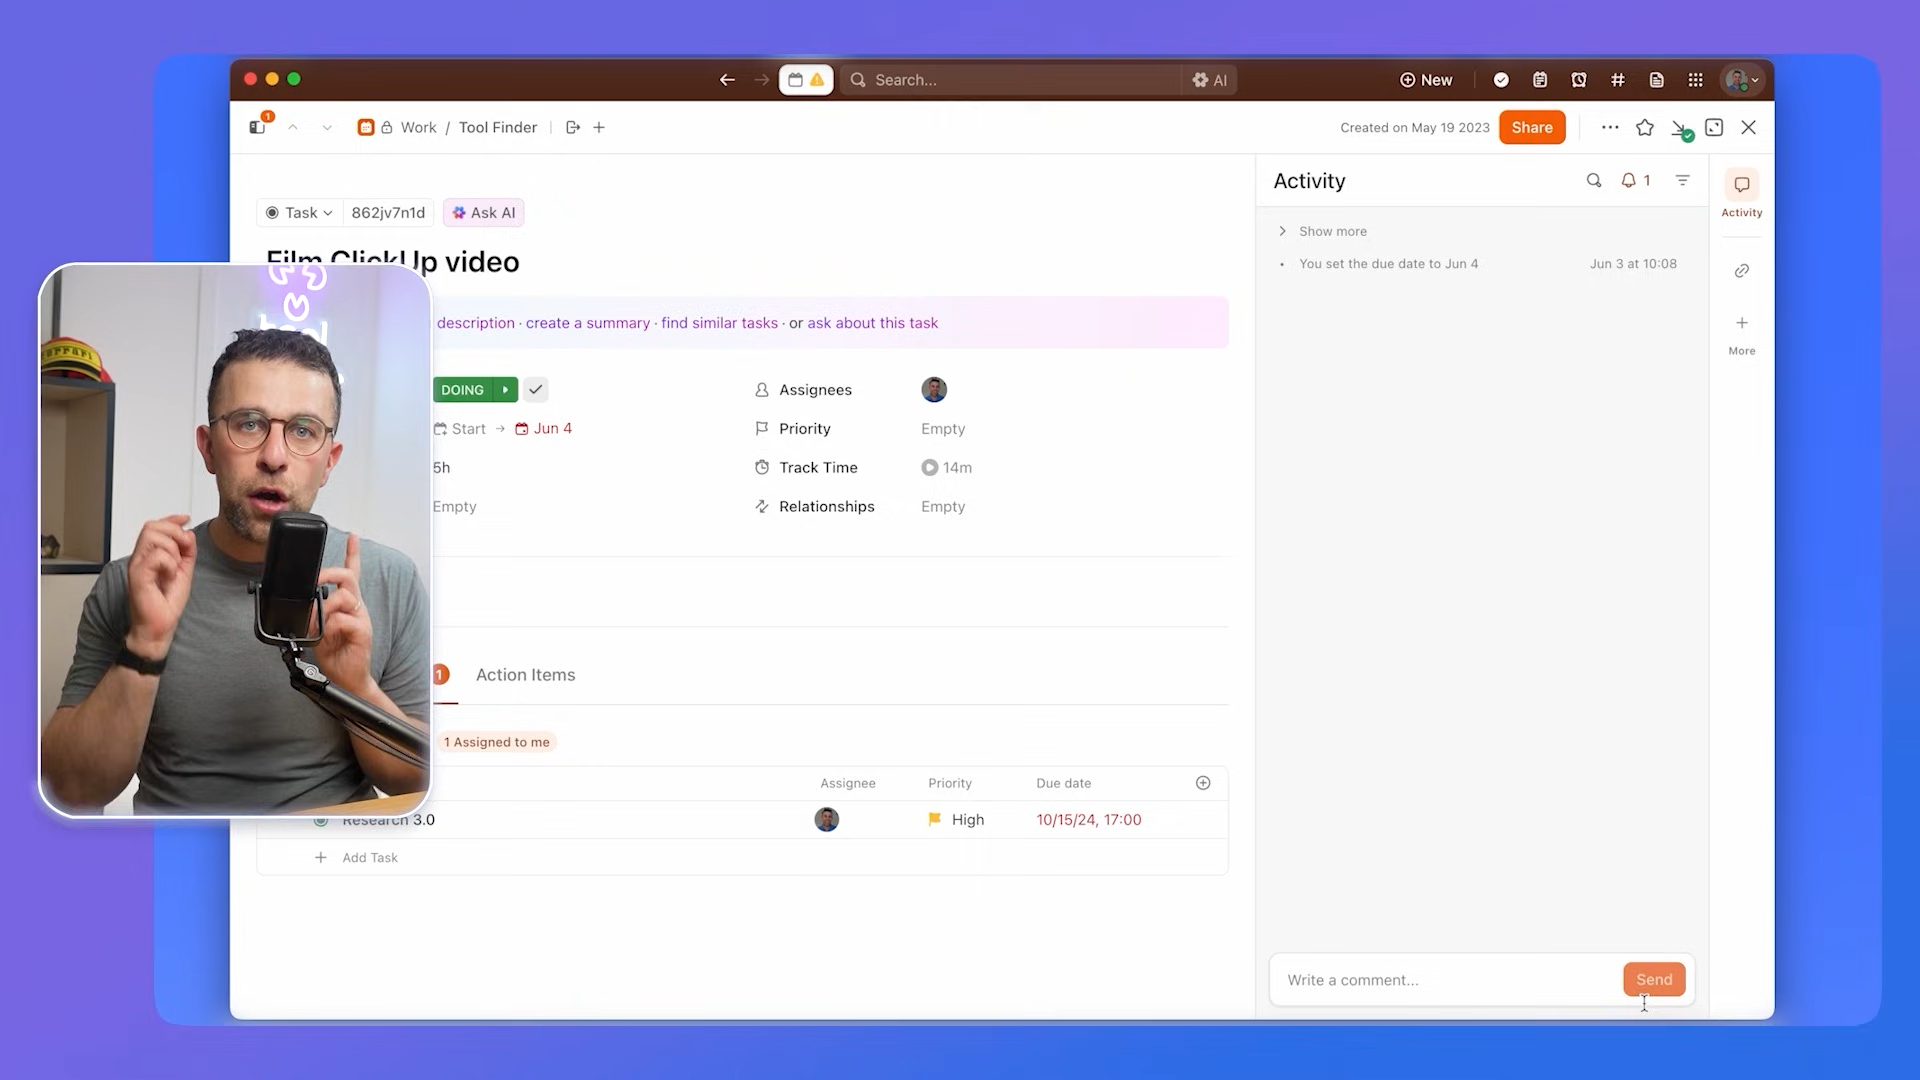 Search...
AI
New
1
Work / Tool Finder
Created on May 19 2023
Share
Task
862jv7n1d
Ask AI
Film ClickUp video
description · create a summary · find similar tasks · or ask about this task
DOING
Assignees
Start → Jun 4
Priority
Empty
5h
Track Time
14m
Empty
Relationships
Empty
1
Action Items
1 Assigned to me
Assignee
Priority
Due date
Research 3.0
High
10/15/24, 17:00
+ Add Task
Activity
1
Show more
• You set the due date to Jun 4
Jun 3 at 10:08
Write a comment...
Send
Activity
More